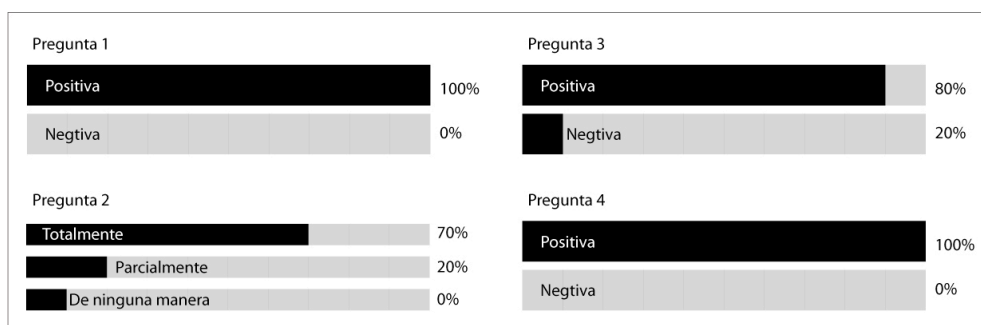 Pregunta 1
Positiva
100%
Negtiva
0%
Pregunta 2
Totalmente
70%
Parcialmente
20%
De ninguna manera
0%
Pregunta 3
Positiva
80%
Negtiva
20%
Pregunta 4
Positiva
100%
Negtiva
0%